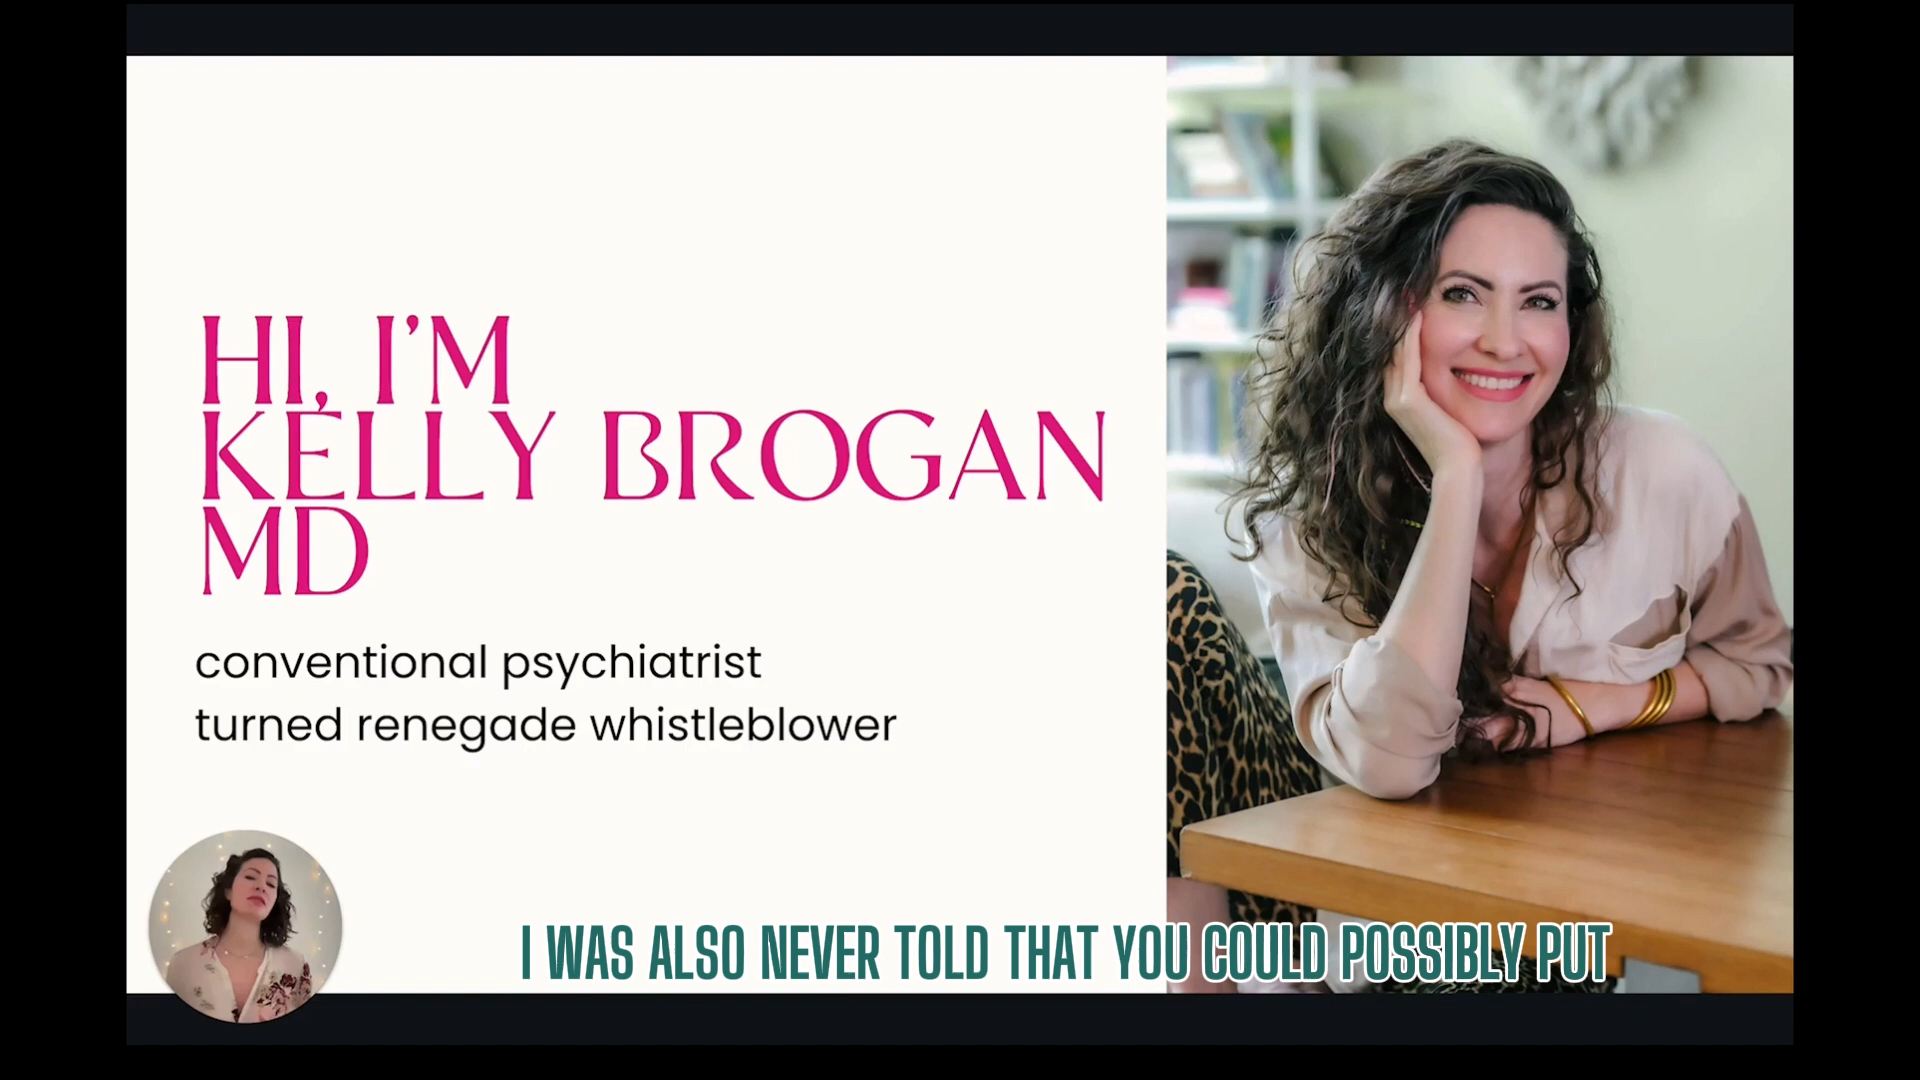 HI, I'M
KELLY BROGAN
MD
conventional psychiatrist
turned renegade whistleblower
I WAS ALSO NEVER TOLD THAT YOU COULD POSSIBLY PUT